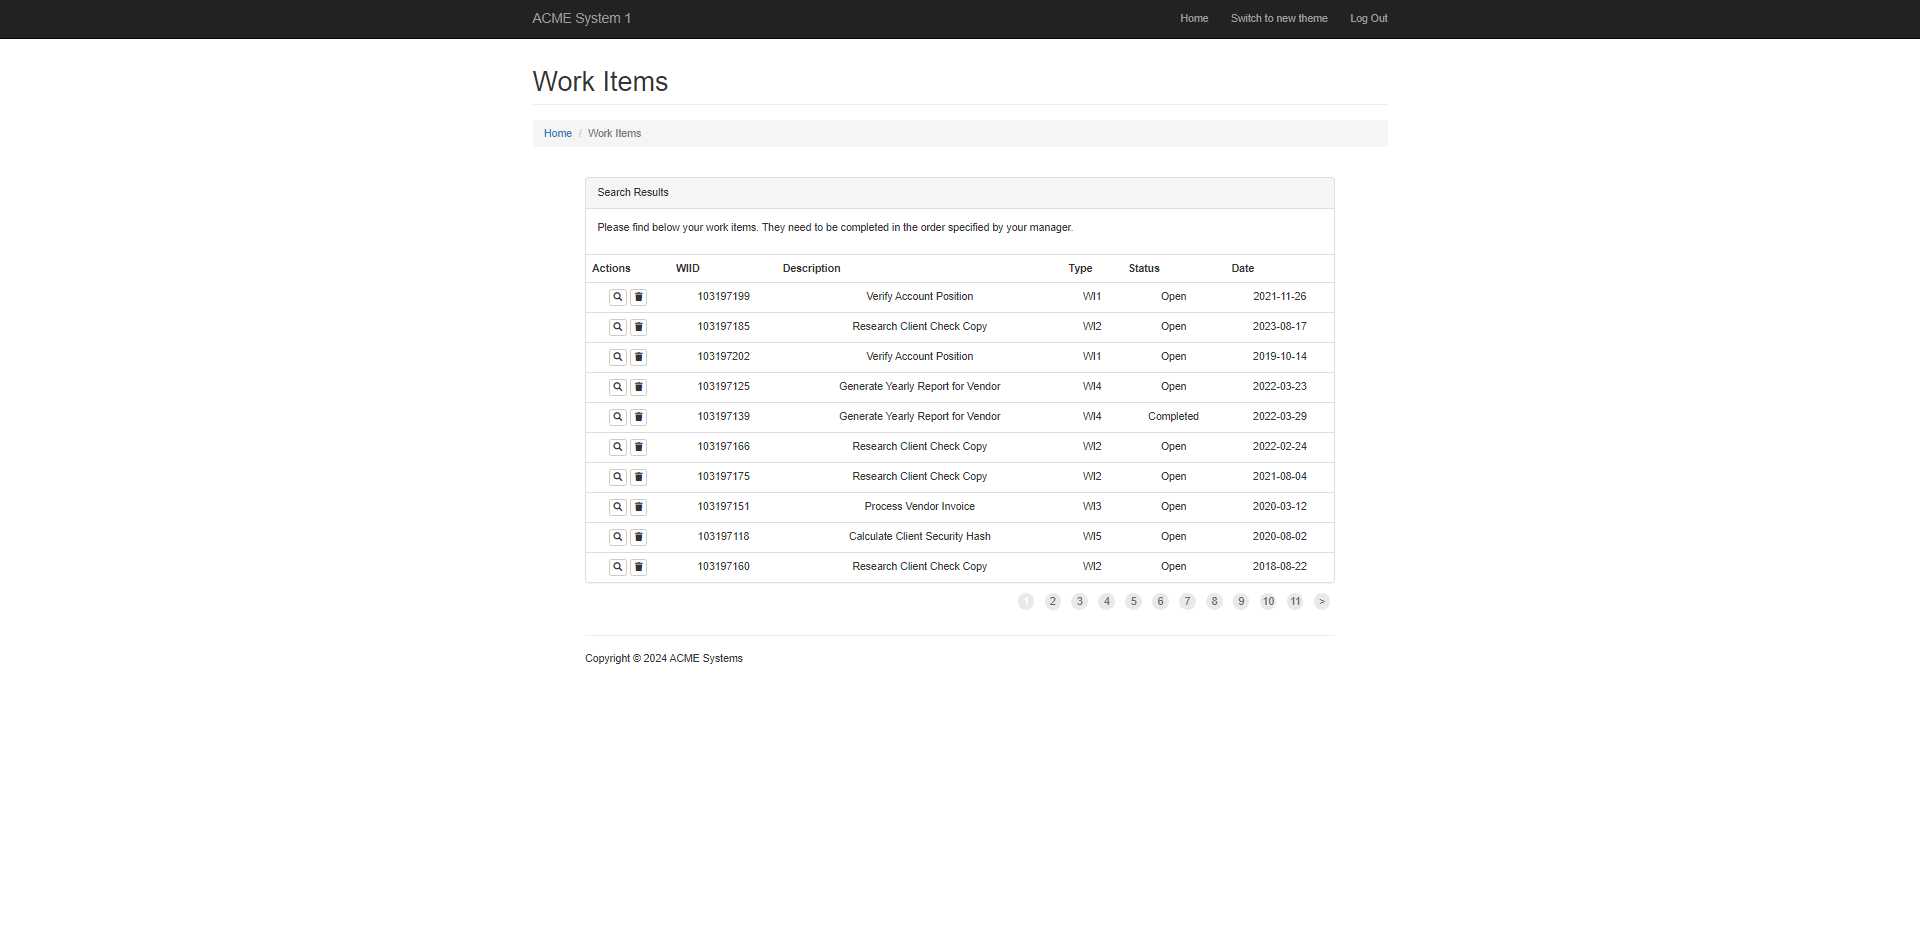 ACME System 1 Home Switch to new theme Log Out
Work Items
Home / Work Items
Search Results
Please find below your work items. They need to be completed in the order specified by your manager.
Actions WIID Description Type Status Date
103197199 Verify Account Position WI1 Open 2021-11-26
103197185 Research Client Check Copy WI2 Open 2023-08-17
103197202 Verify Account Position WI1 Open 2019-10-14
103197125 Generate Yearly Report for Vendor WI4 Open 2022-03-23
103197139 Generate Yearly Report for Vendor WI4 Completed 2022-03-29
103197166 Research Client Check Copy WI2 Open 2022-02-24
103197175 Research Client Check Copy WI2 Open 2021-08-04
103197151 Process Vendor Invoice WI3 Open 2020-03-12
103197118 Calculate Client Security Hash WI5 Open 2020-08-02
103197160 Research Client Check Copy WI2 Open 2018-08-22
1 2 3 4 5 6 7 8 9 10 11 >
Copyright © 2024 ACME Systems